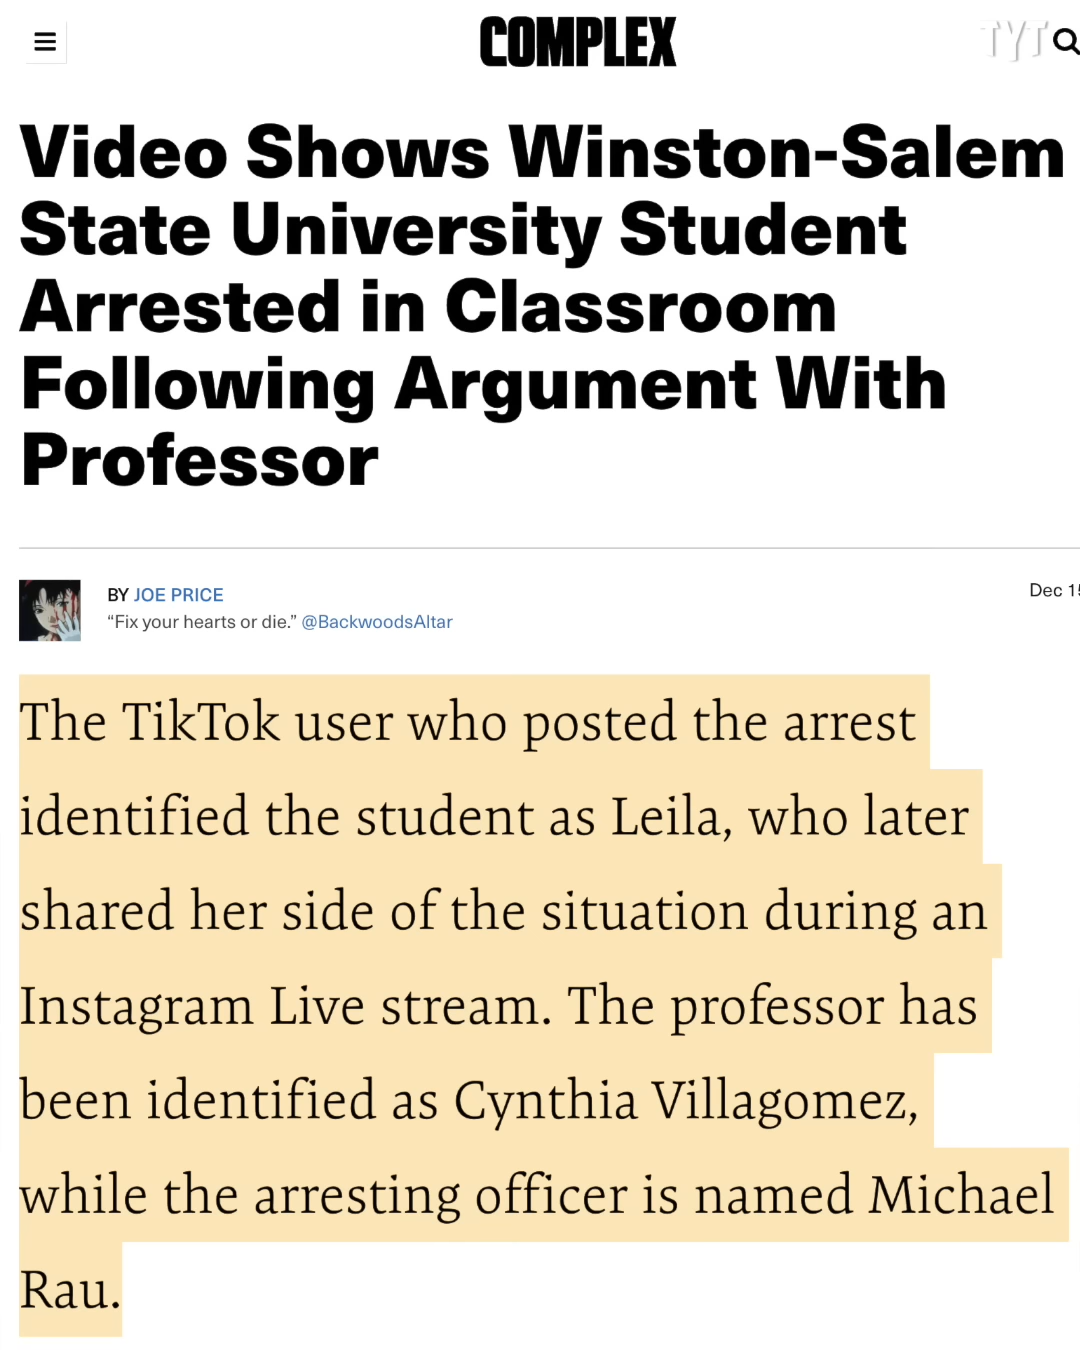 COMPLEX
TYT
Video Shows Winston-Salem
State University Student
Arrested in Classroom
Following Argument With
Professor
BY JOE PRICE
Dec 15
“Fix your hearts or die.” @BackwoodsAltar
The TikTok user who posted the arrest
identified the student as Leila, who later
shared her side of the situation during an
Instagram Live stream. The professor has
been identified as Cynthia Villagomez,
while the arresting officer is named Michael
Rau.